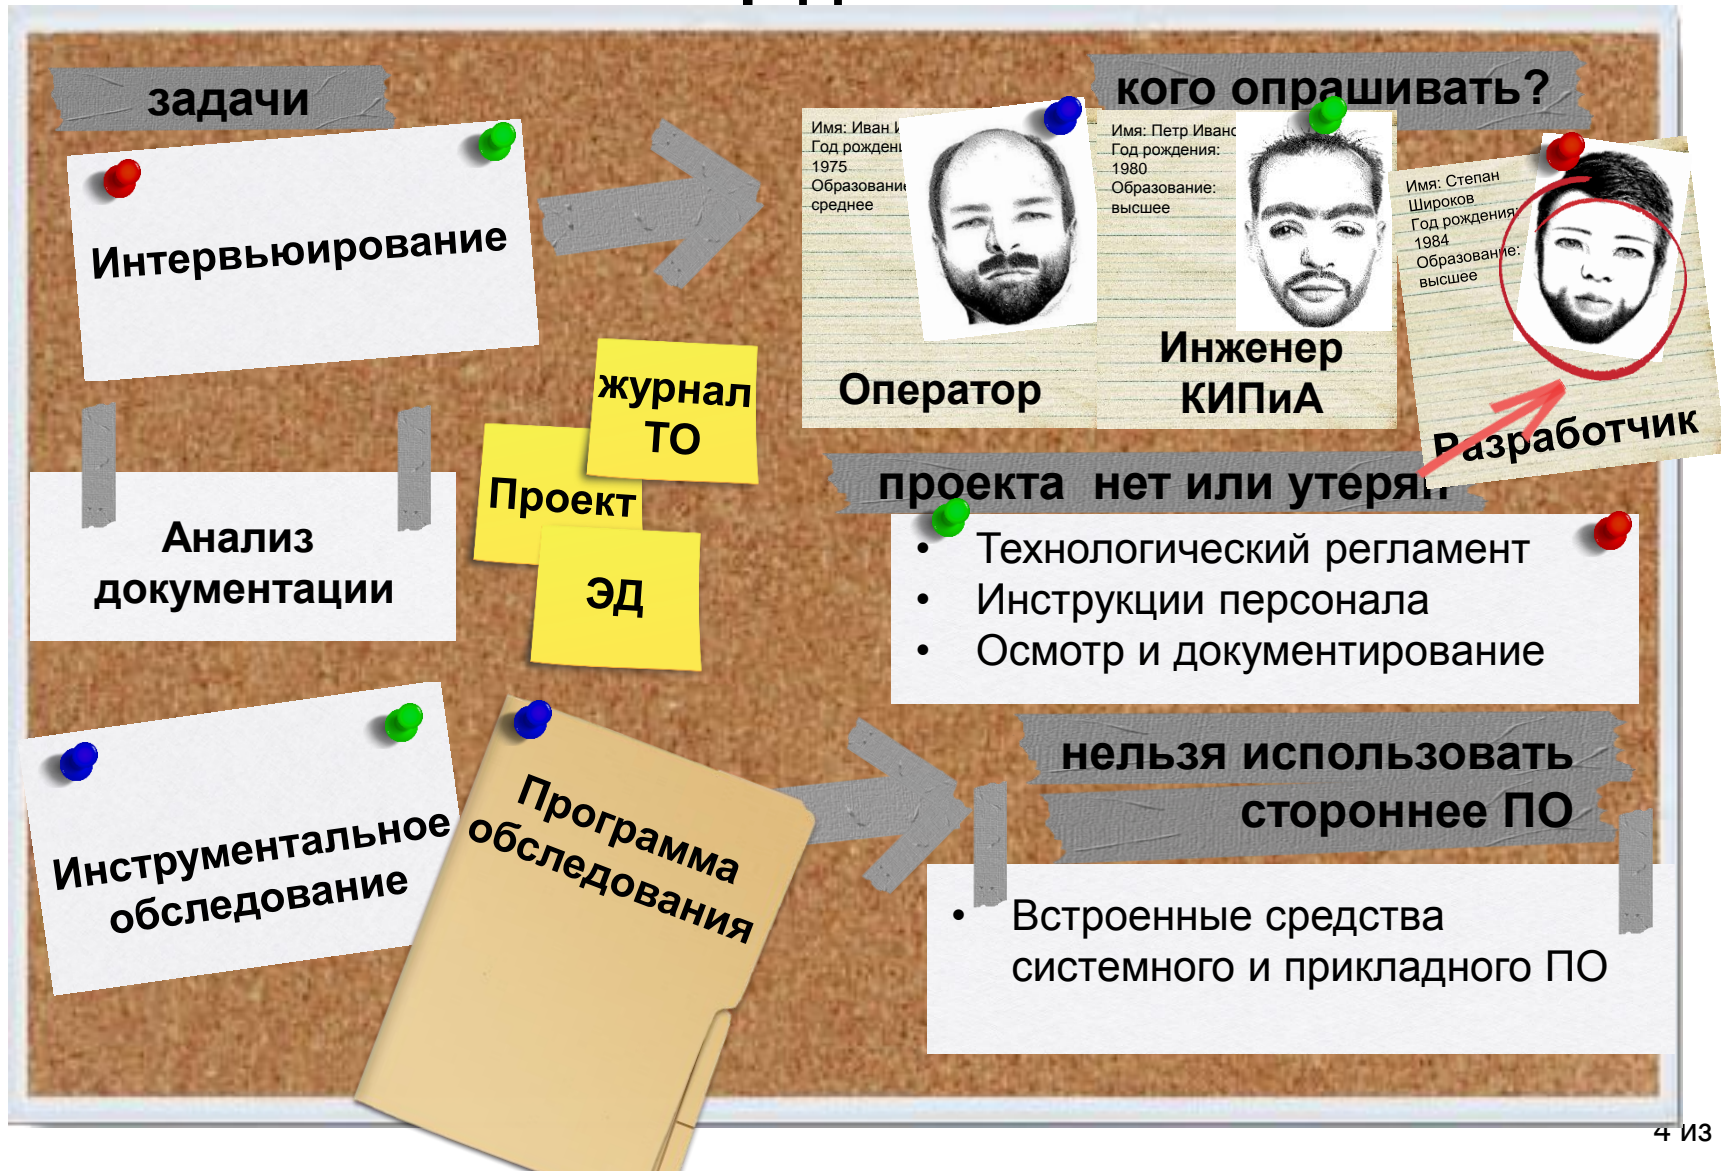 задачи
Интервьюирование
кого опрашивать?
Имя: Иван
Год рождени
1975
Образование
среднее
Оператор
Имя: Петр Ивано
Год рождения:
1980
Образование:
высшее
Инженер
КИПиА
Имя: Степан
Широков
Год рождения:
1984
Образование:
высшее
Разработчик
журнал
ТО
Проект
ЭД
Анализ
документации
проекта нет или утерян
• Технологический регламент
• Инструкции персонала
• Осмотр и документирование
Инструментальное
обследование
Программа
обследования
нельзя использовать
стороннее ПО
• Встроенные средства
системного и прикладного ПО
4 из